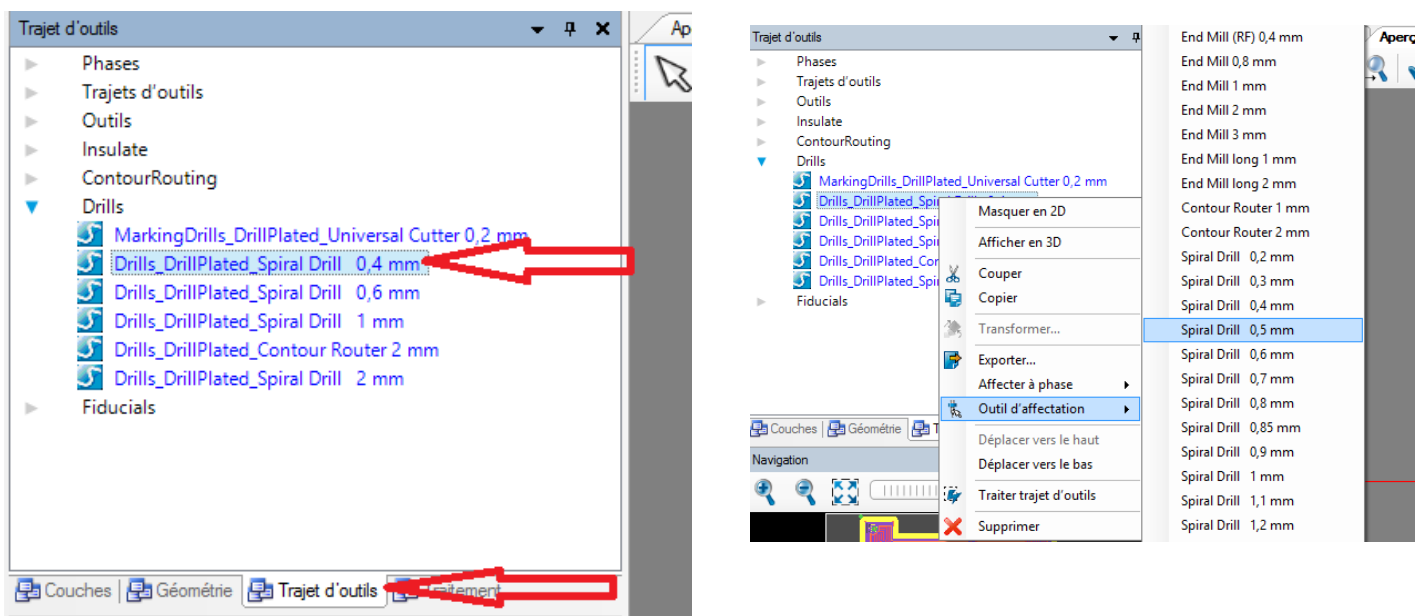 Trajet d'outils
Ap
Phases
Trajets d'outils
Outils
Insulate
ContourRouting
Drills
MarkingDrills_DrillPlated_Universal Cutter 0,2 mm
Drills_DrillPlated_Spiral Drill 0,4 mm
Drills_DrillPlated_Spiral Drill 0,6 mm
Drills_DrillPlated_Spiral Drill 1 mm
Drills_DrillPlated_Contour Router 2 mm
Drills_DrillPlated_Spiral Drill 2 mm
Fiducials
Couches
Géométrie
Trajet d'outils
Traitement
Trajet d'outils
Phases
Trajets d'outils
Outils
Insulate
ContourRouting
Drills
MarkingDrills_DrillPlated_Universal Cutter 0,2 mm
Drills_DrillPlated_Spi
Drills_DrillPlated_Spi
Drills_DrillPlated_Spi
Drills_DrillPlated_Con
Drills_DrillPlated_Spi
Fiducials
Couches
Géométrie
T
Navigation
Masquer en 2D
Afficher en 3D
Couper
Copier
Transformer...
Exporter...
Affecter à phase
Outil d'affectation
Déplacer vers le haut
Déplacer vers le bas
Traiter trajet d'outils
Supprimer
End Mill (RF) 0,4 mm
End Mill 0,8 mm
End Mill 1 mm
End Mill 2 mm
End Mill 3 mm
End Mill long 1 mm
End Mill long 2 mm
Contour Router 1 mm
Contour Router 2 mm
Spiral Drill 0,2 mm
Spiral Drill 0,3 mm
Spiral Drill 0,4 mm
Spiral Drill 0,5 mm
Spiral Drill 0,6 mm
Spiral Drill 0,7 mm
Spiral Drill 0,8 mm
Spiral Drill 0,85 mm
Spiral Drill 0,9 mm
Spiral Drill 1 mm
Spiral Drill 1,1 mm
Spiral Drill 1,2 mm
Aperç